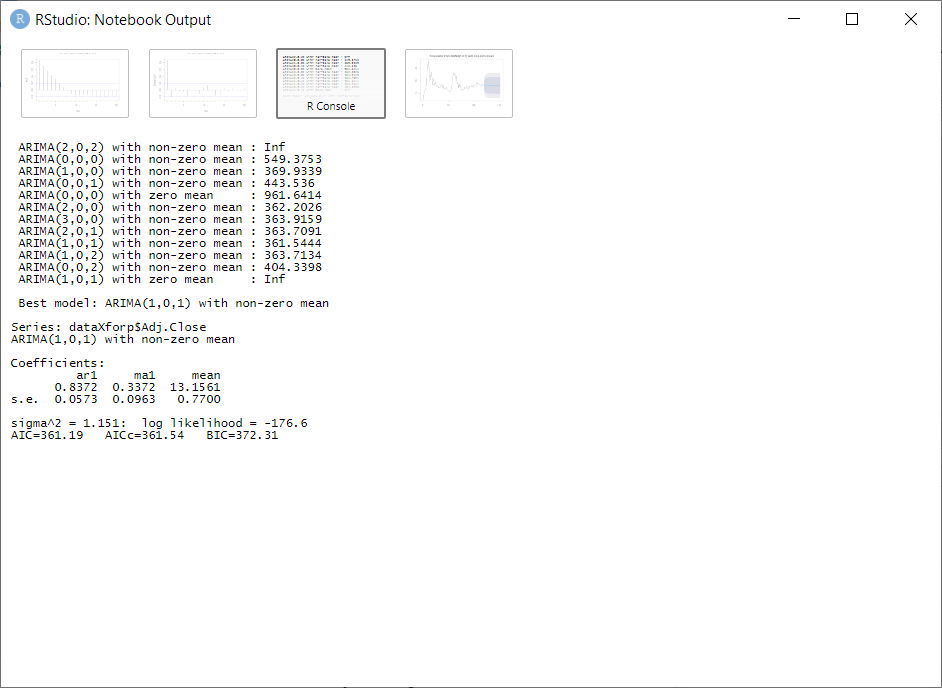 R RStudio: Notebook Output
R Console
ARIMA(2,0,2) with non-zero mean : Inf
ARIMA(0,0,0) with non-zero mean : 549.3753
ARIMA(1,0,0) with non-zero mean : 369.9339
ARIMA(0,0,1) with non-zero mean : 443.536
ARIMA(0,0,0) with zero mean     : 961.6414
ARIMA(2,0,0) with non-zero mean : 362.2026
ARIMA(3,0,0) with non-zero mean : 363.9159
ARIMA(2,0,1) with non-zero mean : 363.7091
ARIMA(1,0,1) with non-zero mean : 361.5444
ARIMA(1,0,2) with non-zero mean : 363.7134
ARIMA(0,0,2) with non-zero mean : 404.3398
ARIMA(1,0,1) with zero mean     : Inf
Best model: ARIMA(1,0,1) with non-zero mean
Series: dataXforp$Adj.Close
ARIMA(1,0,1) with non-zero mean
Coefficients:
ar1     ma1     mean
0.8372  0.3372  13.1561
s.e.  0.0573  0.0963   0.7700
sigma^2 = 1.151:  log likelihood = -176.6
AIC=361.19   AICc=361.54   BIC=372.31